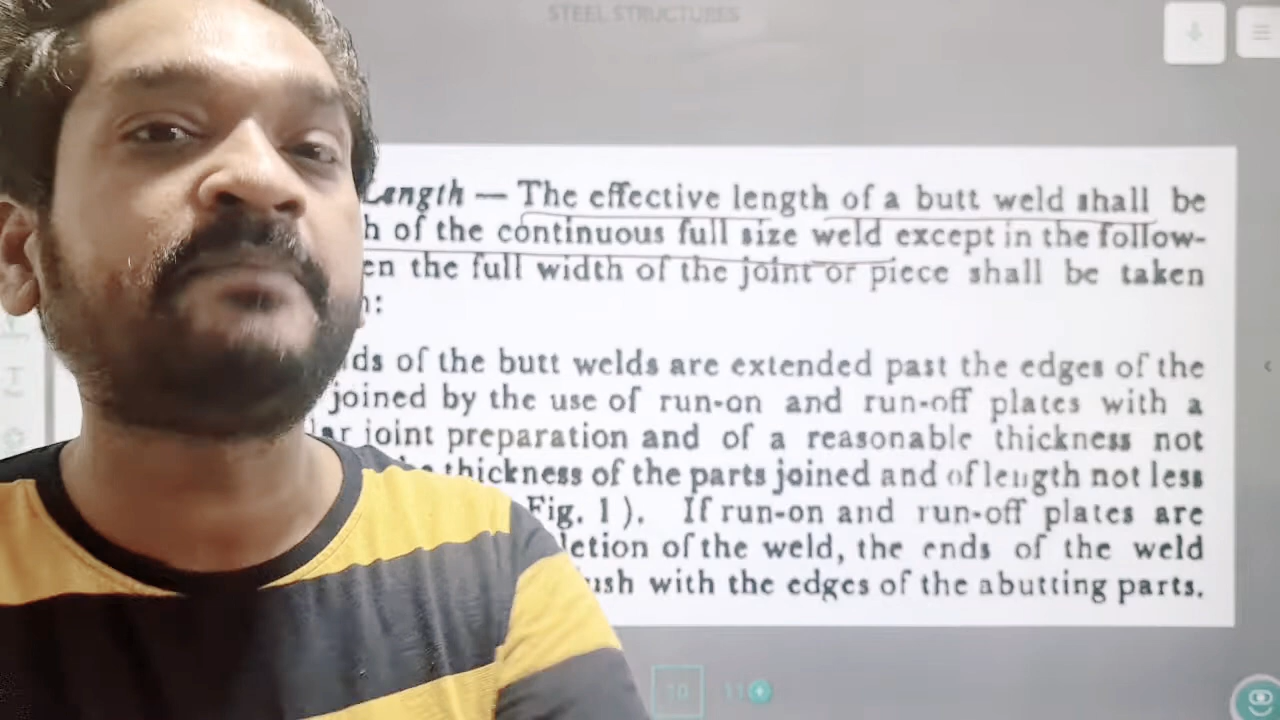 STEEL STRUCTURES
Length — The effective length of a butt weld shall be
of the continuous full size weld except in the follow-
the full width of the joint or piece shall be taken
of the butt welds are extended past the edges of the
joined by the use of run-on and run-off plates with a
joint preparation and of a reasonable thickness not
thickness of the parts joined and of length not less
Fig. 1 ). If run-on and run-off plates are
of the weld, the ends of the weld
with the edges of the abutting parts.
10 11